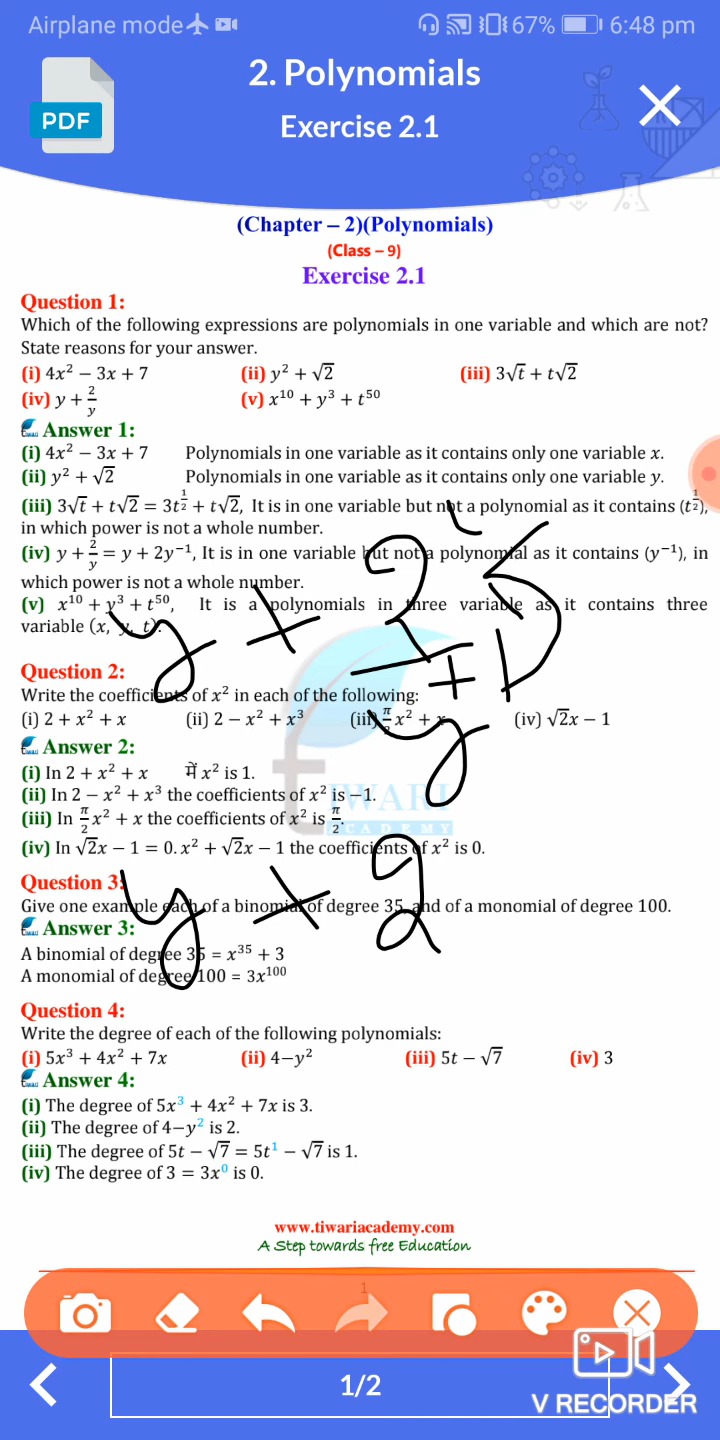 Airplane mode 67% 6:48 pm
PDF
2. Polynomials
Exercise 2.1
(Chapter – 2)(Polynomials)
(Class – 9)
Exercise 2.1
Question 1:
Which of the following expressions are polynomials in one variable and which are not?
State reasons for your answer.
(i) 4x² − 3x + 7 (ii) y² + √2 (iii) 3√t + t√2
(iv) y + 2/y (v) x¹⁰ + y³ + t⁵⁰
Answer 1:
(i) 4x² − 3x + 7 Polynomials in one variable as it contains only one variable x.
(ii) y² + √2 Polynomials in one variable as it contains only one variable y.
(iii) 3√t + t√2 = 3t^(1/2) + t√2, It is in one variable but not a polynomial as it contains (t^(1/2)),
in which power is not a whole number.
(iv) y + 2/y = y + 2y⁻¹, It is in one variable but not a polynomial as it contains (y⁻¹), in
which power is not a whole number.
(v) x¹⁰ + y³ + t⁵⁰, It is a polynomials in three variable as it contains three
variable (x, y, t).
y + 2
+ y
Question 2:
Write the coefficients of x² in each of the following:
(i) 2 + x² + x (ii) 2 − x² + x³ (iii) π/2 x² + x (iv) √2x − 1
Answer 2:
(i) In 2 + x² + x में x² is 1.
(ii) In 2 − x² + x³ the coefficients of x² is −1.
(iii) In π/2 x² + x the coefficients of x² is π/2.
(iv) In √2x − 1 = 0. x² + √2x − 1 the coefficients of x² is 0.
TIWARI
ACADEMY
y + 2
Question 3:
Give one example each of a binomial of degree 35, and of a monomial of degree 100.
Answer 3:
A binomial of degree 35 = x³⁵ + 3
A monomial of degree 100 = 3x¹⁰⁰
Question 4:
Write the degree of each of the following polynomials:
(i) 5x³ + 4x² + 7x (ii) 4−y² (iii) 5t − √7 (iv) 3
Answer 4:
(i) The degree of 5x³ + 4x² + 7x is 3.
(ii) The degree of 4−y² is 2.
(iii) The degree of 5t − √7 = 5t¹ − √7 is 1.
(iv) The degree of 3 = 3x⁰ is 0.
www.tiwariacademy.com
A Step towards free Education
1
1/2
V RECORDER